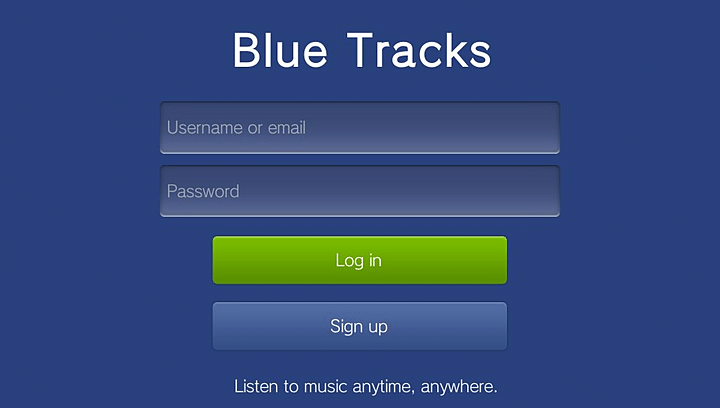 Blue Tracks
Username or email
Password
Log in
Sign up
Listen to music anytime, anywhere.